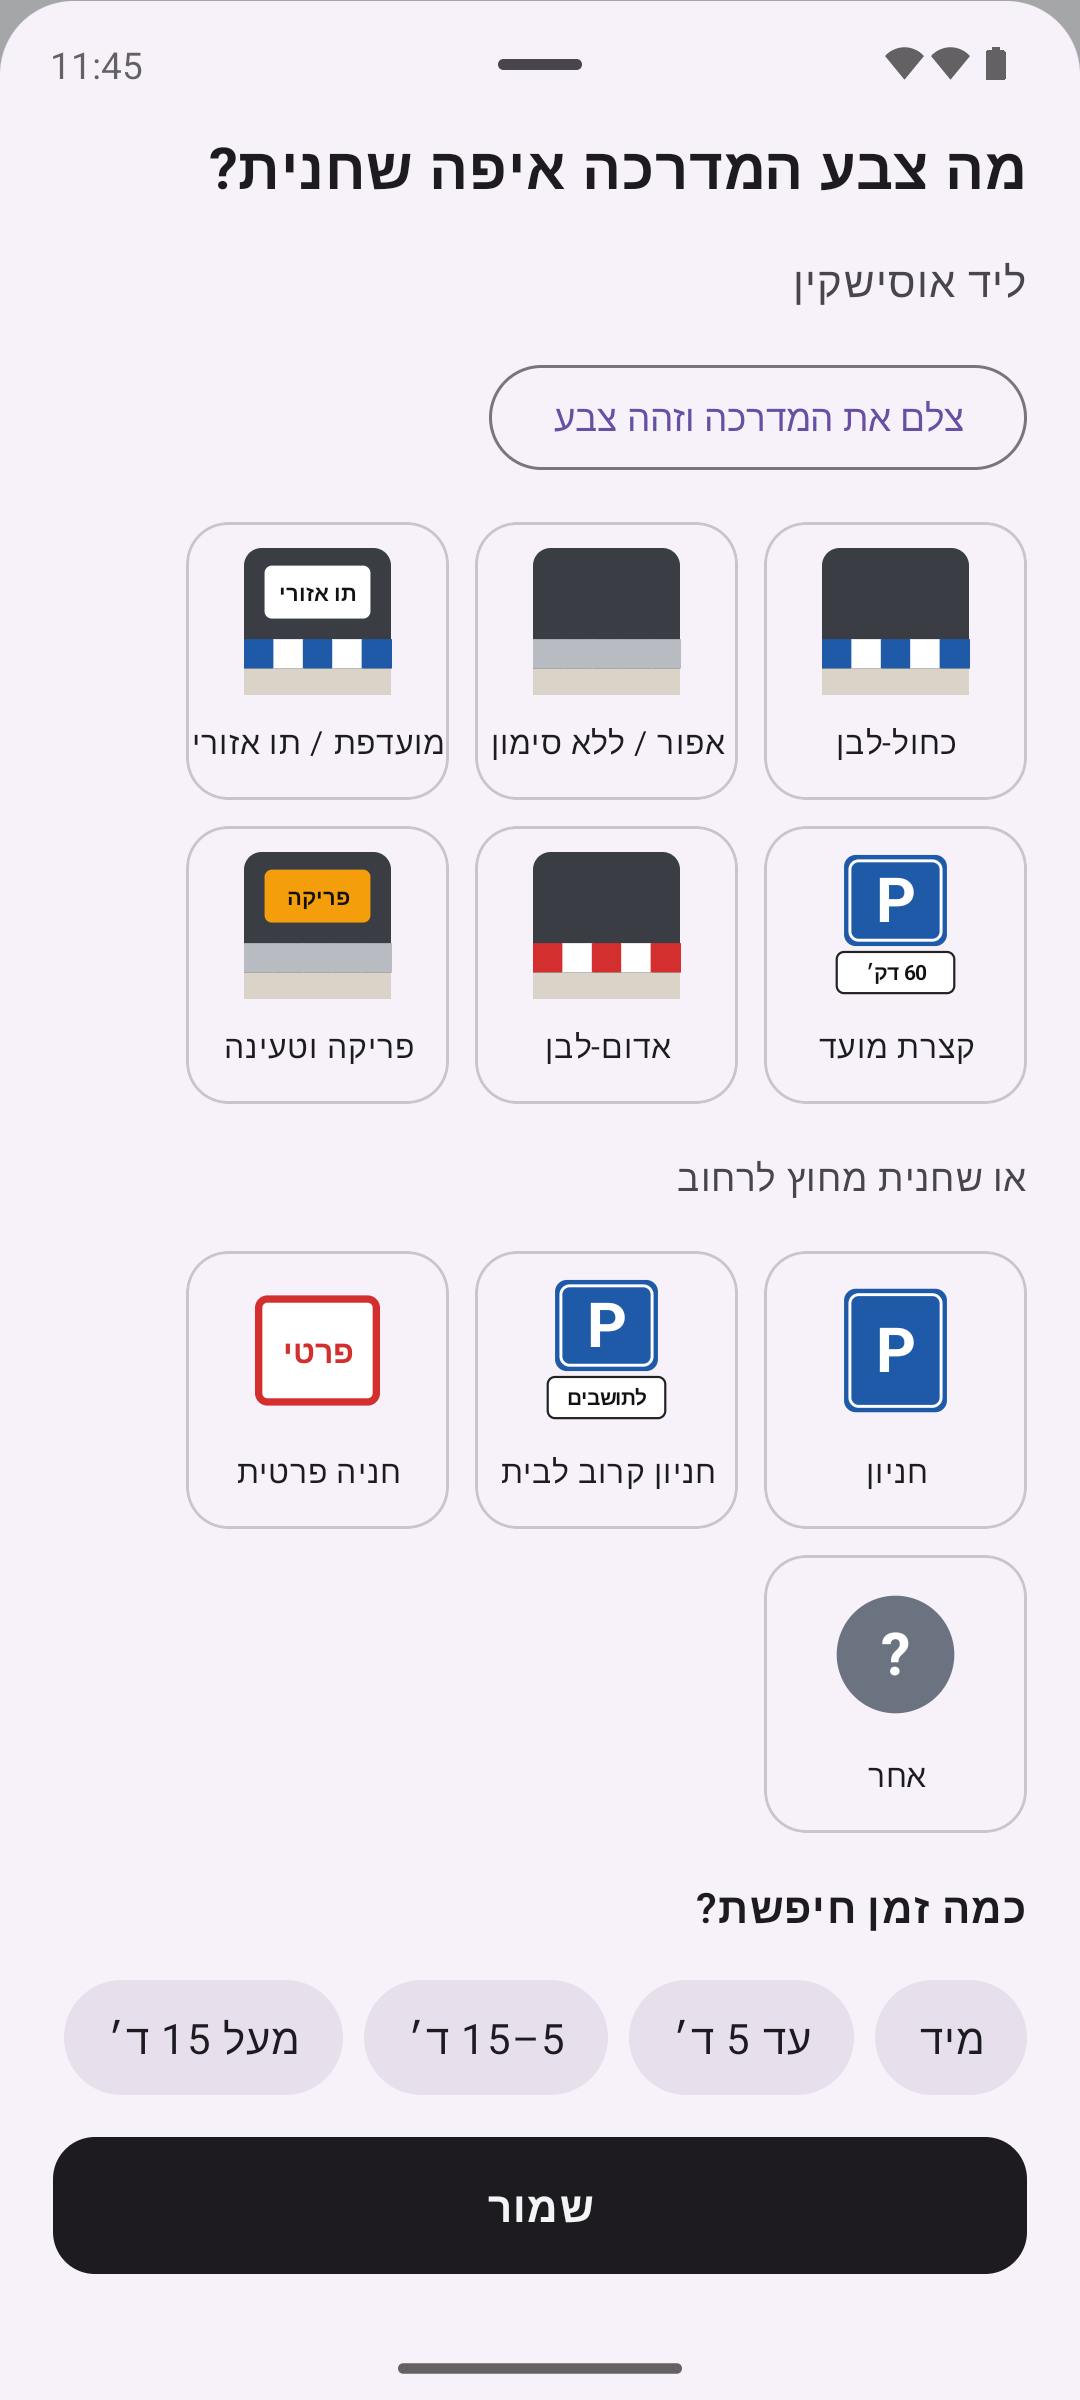 11:45
מה צבע המדרכה איפה שחנית?
ליד אוסישקין
צלם את המדרכה וזהה צבע
תו אזורי
כחול-לבן
אפור / ללא סימון
מועדפת / תו אזורי
P
60 דק׳
פריקה
קצרת מועד
אדום-לבן
פריקה וטעינה
או שחנית מחוץ לרחוב
P
P
לתושבים
פרטי
חניון
חניון קרוב לבית
חניה פרטית
?
אחר
כמה זמן חיפשת?
מיד
עד 5 ד׳
5–15 ד׳
מעל 15 ד׳
שמור